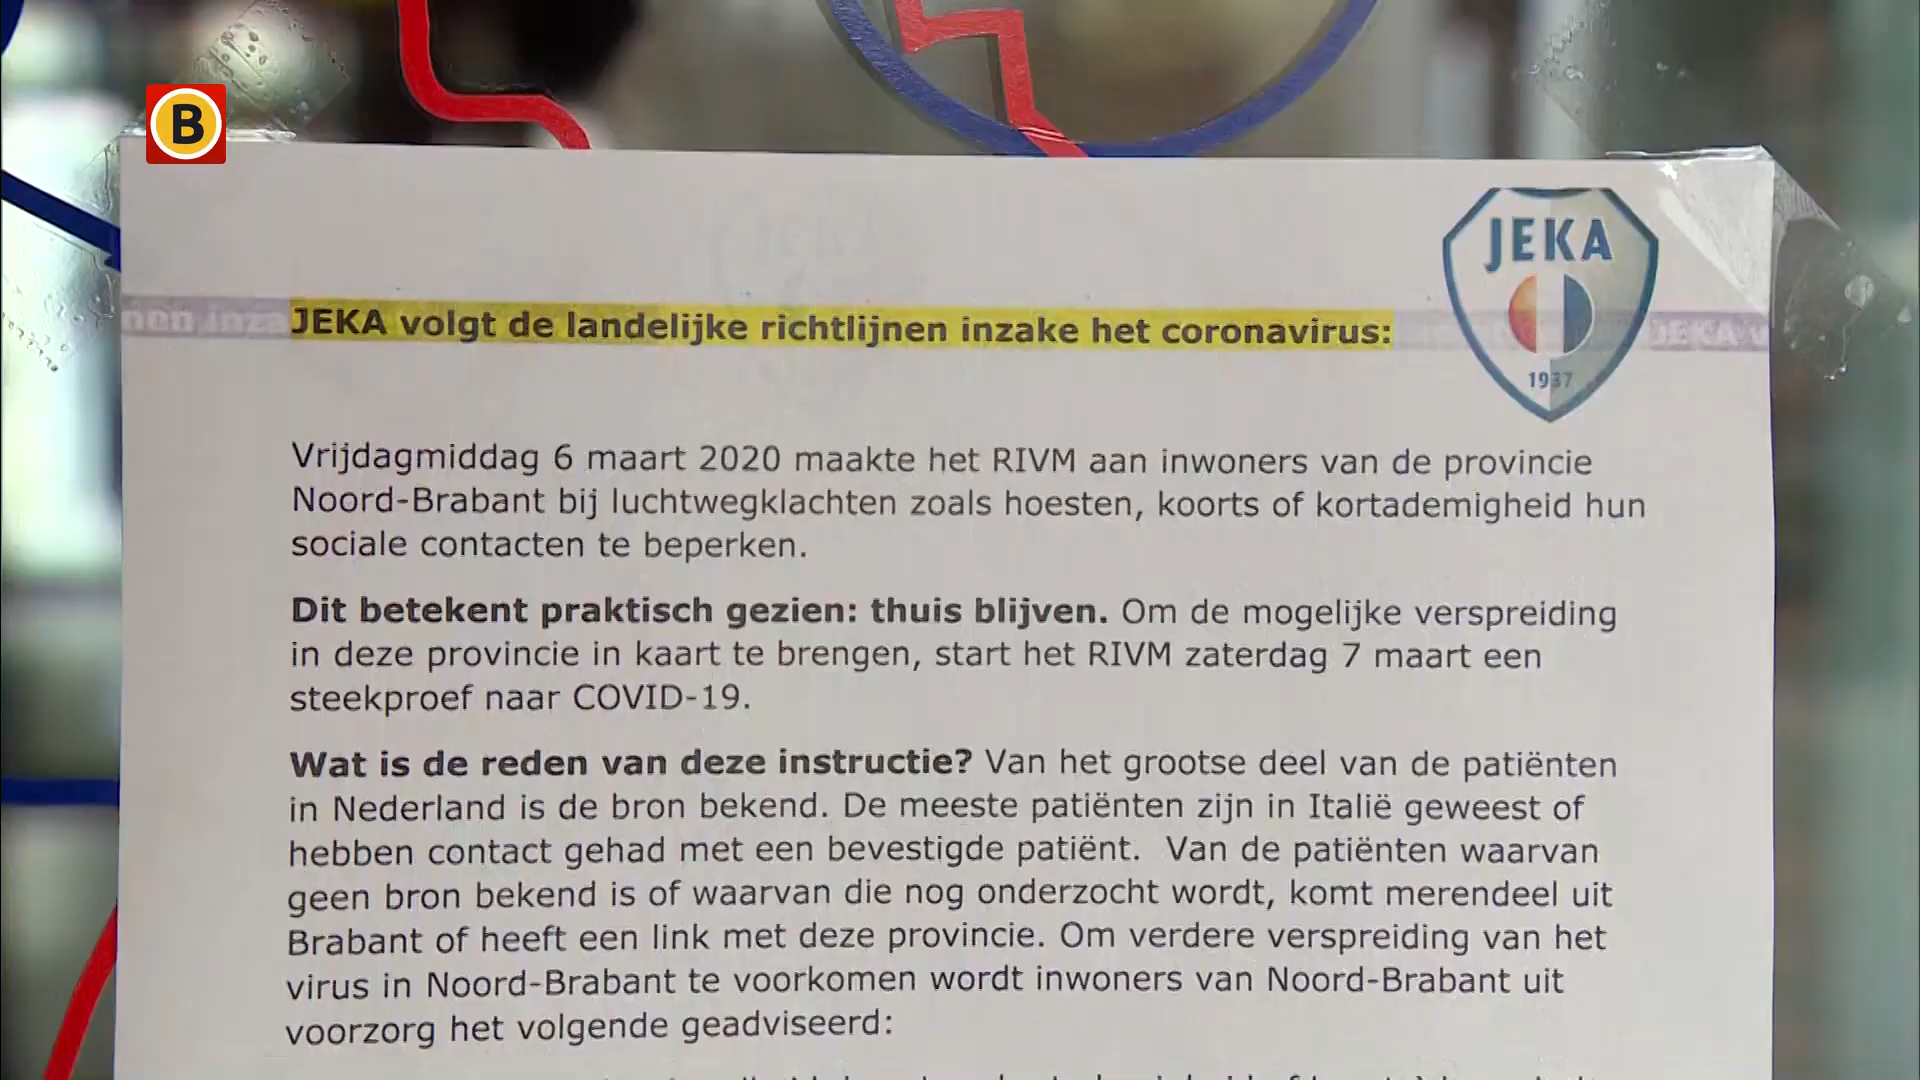 B
JEKA
nen inza
JEKA volgt de landelijke richtlijnen inzake het coronavirus:
JEKA v
1937
Vrijdagmiddag 6 maart 2020 maakte het RIVM aan inwoners van de provincie
Noord-Brabant bij luchtwegklachten zoals hoesten, koorts of kortademigheid hun
sociale contacten te beperken.
Dit betekent praktisch gezien: thuis blijven. Om de mogelijke verspreiding
in deze provincie in kaart te brengen, start het RIVM zaterdag 7 maart een
steekproef naar COVID-19.
Wat is de reden van deze instructie? Van het grootse deel van de patiënten
in Nederland is de bron bekend. De meeste patiënten zijn in Italië geweest of
hebben contact gehad met een bevestigde patiënt. Van de patiënten waarvan
geen bron bekend is of waarvan die nog onderzocht wordt, komt merendeel uit
Brabant of heeft een link met deze provincie. Om verdere verspreiding van het
virus in Noord-Brabant te voorkomen wordt inwoners van Noord-Brabant uit
voorzorg het volgende geadviseerd: